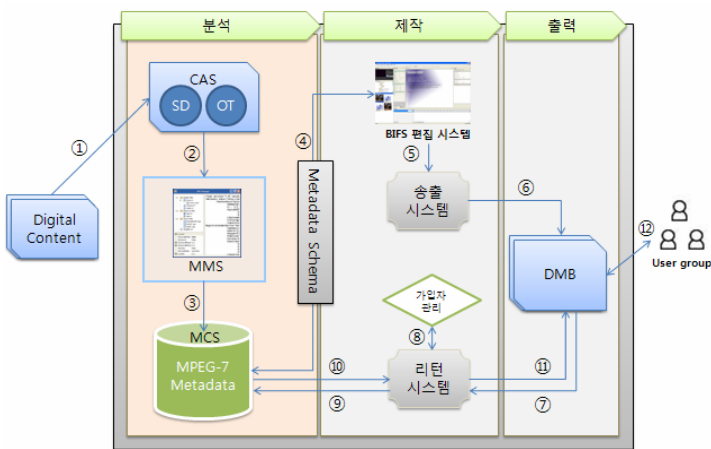 분석
제작
출력
CAS
SD
OT
①
②
④
Digital
Content
MMS
③
MCS
MPEG-7
Metadata
Metadata Schema
BIFS 편집 시스템
⑤
송출
시스템
⑥
가입자
관리
⑧
리턴
시스템
⑩
⑨
⑪
⑦
DMB
⑫
User group